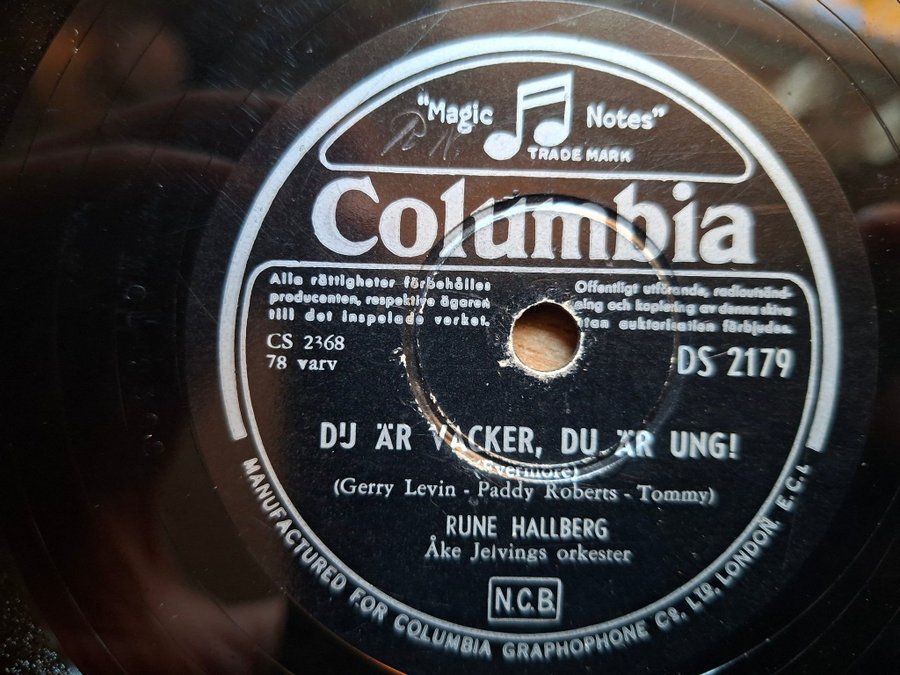 "Magic Notes"
R N.
TRADE MARK
Columbia
Alla rättigheter förbehålles
producenten, respektive ägaren
till det inspelade verket.
Offentligt utförande, radioutsänd-
ning och kopiering av denna skiva
utan auktorisation förbjudes.
CS 2368
78 varv
DS 2179
DU ÄR VACKER, DU ÄR UNG!
(Evermore)
(Gerry Levin - Paddy Roberts - Tommy)
RUNE HALLBERG
Åke Jelvings orkester
N.C.B.
MANUFACTURED FOR COLUMBIA GRAPHOPHONE Co. LTD. LONDON. E.C.1.